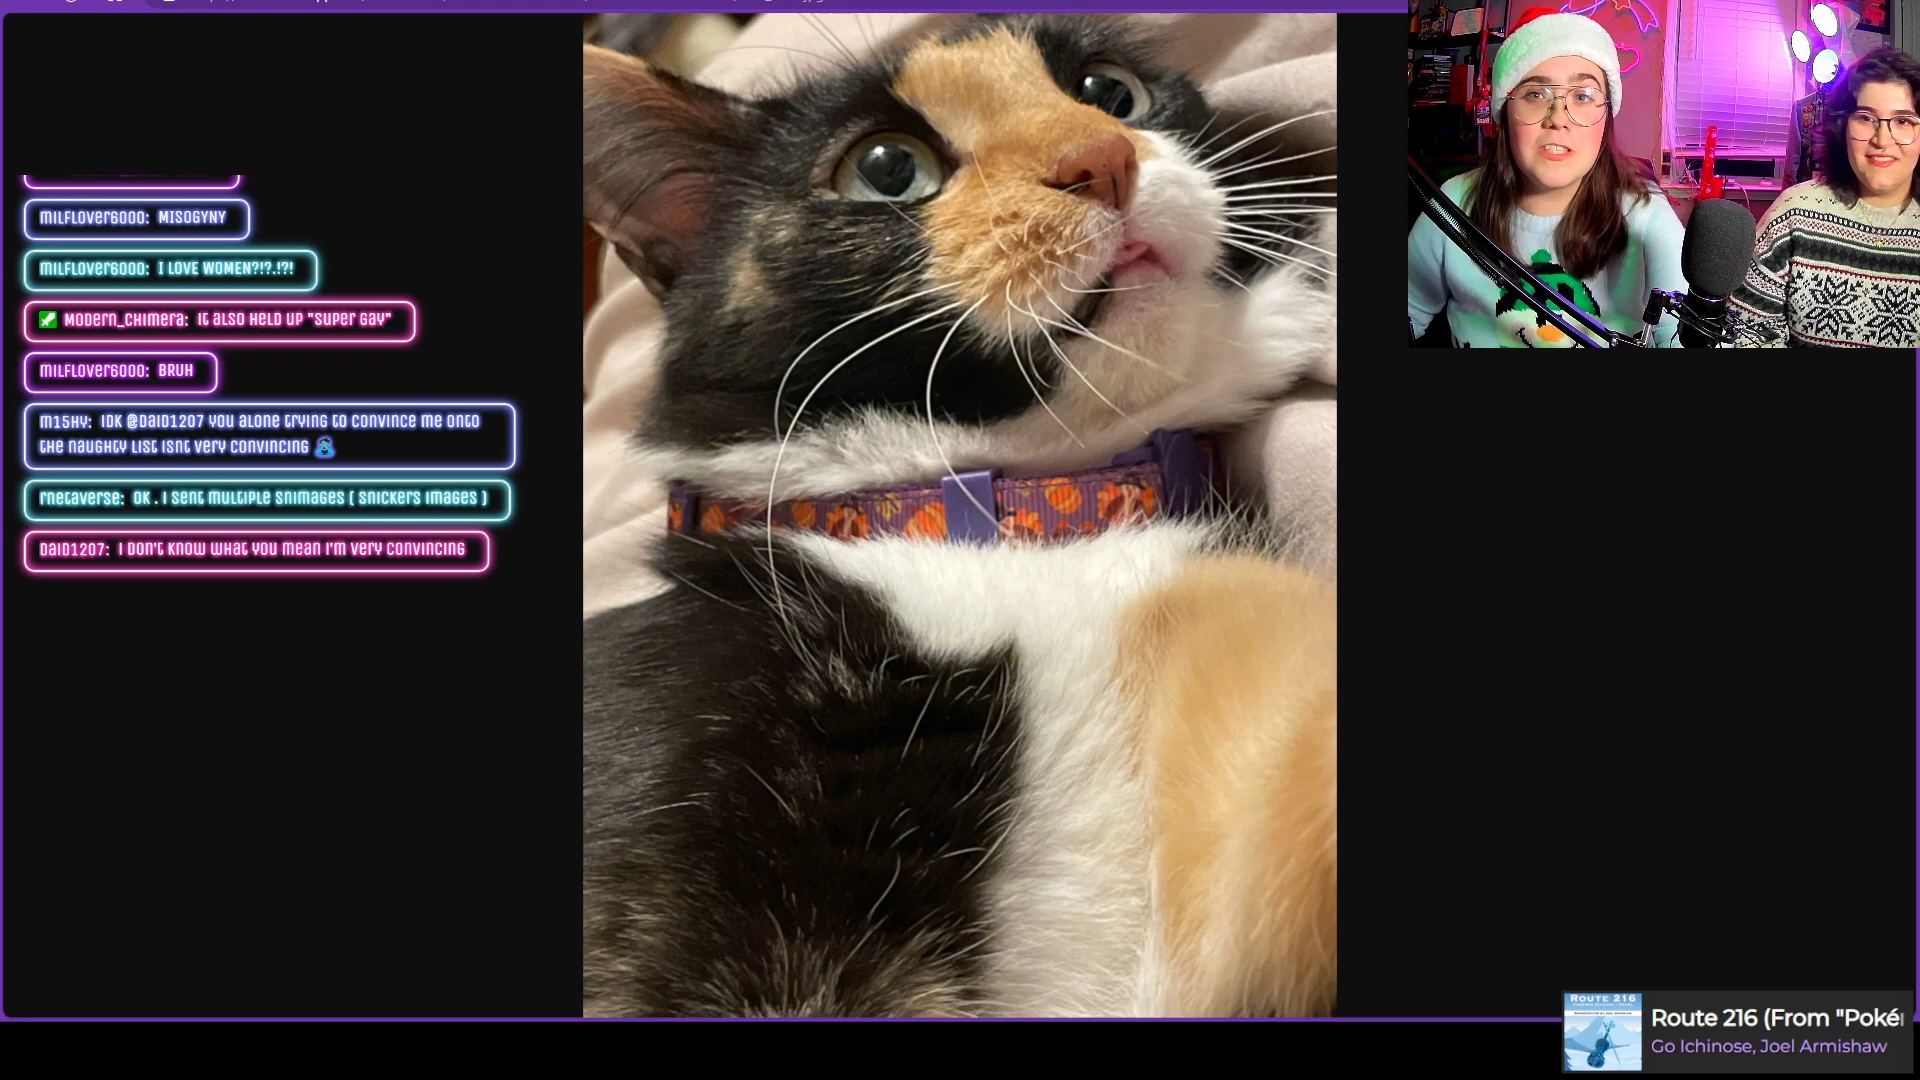 milflover6000: MISOGYNY
milflover6000: I LOVE WOMEN?!?.!?!
Modern_Chimera: It also held up "super gay"
milflover6000: BRUH
m15hy: idk @Daid1207 you alone trying to convince me onto
the naughty list isnt very convincing
rnetaverse: ok . i sent multiple snimages ( snickers images )
Daid1207: I don't know what you mean I'm very convincing
ROUTE 216
Route 216 (From "Poké
Go Ichinose, Joel Armishaw